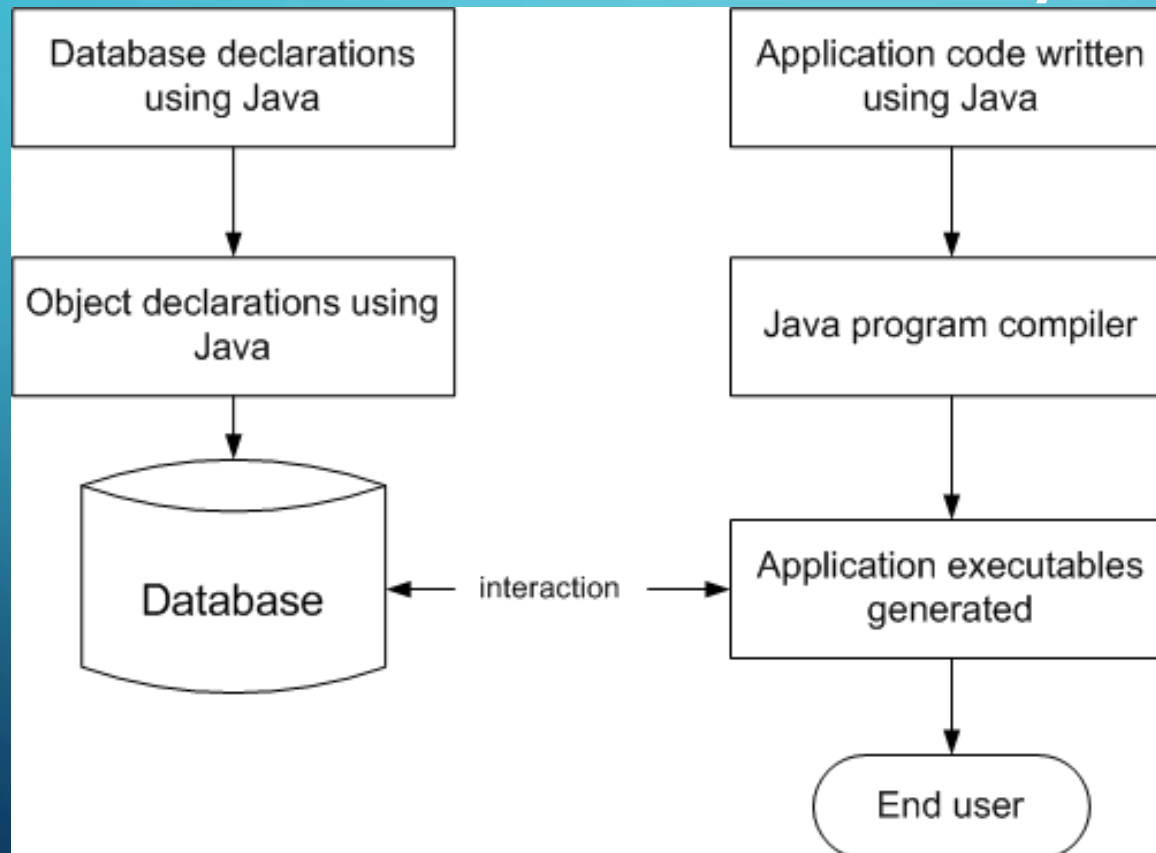 Database declarations
using Java
Application code written
using Java
Object declarations using
Java
Java program compiler
Database
interaction
Application executables
generated
End user